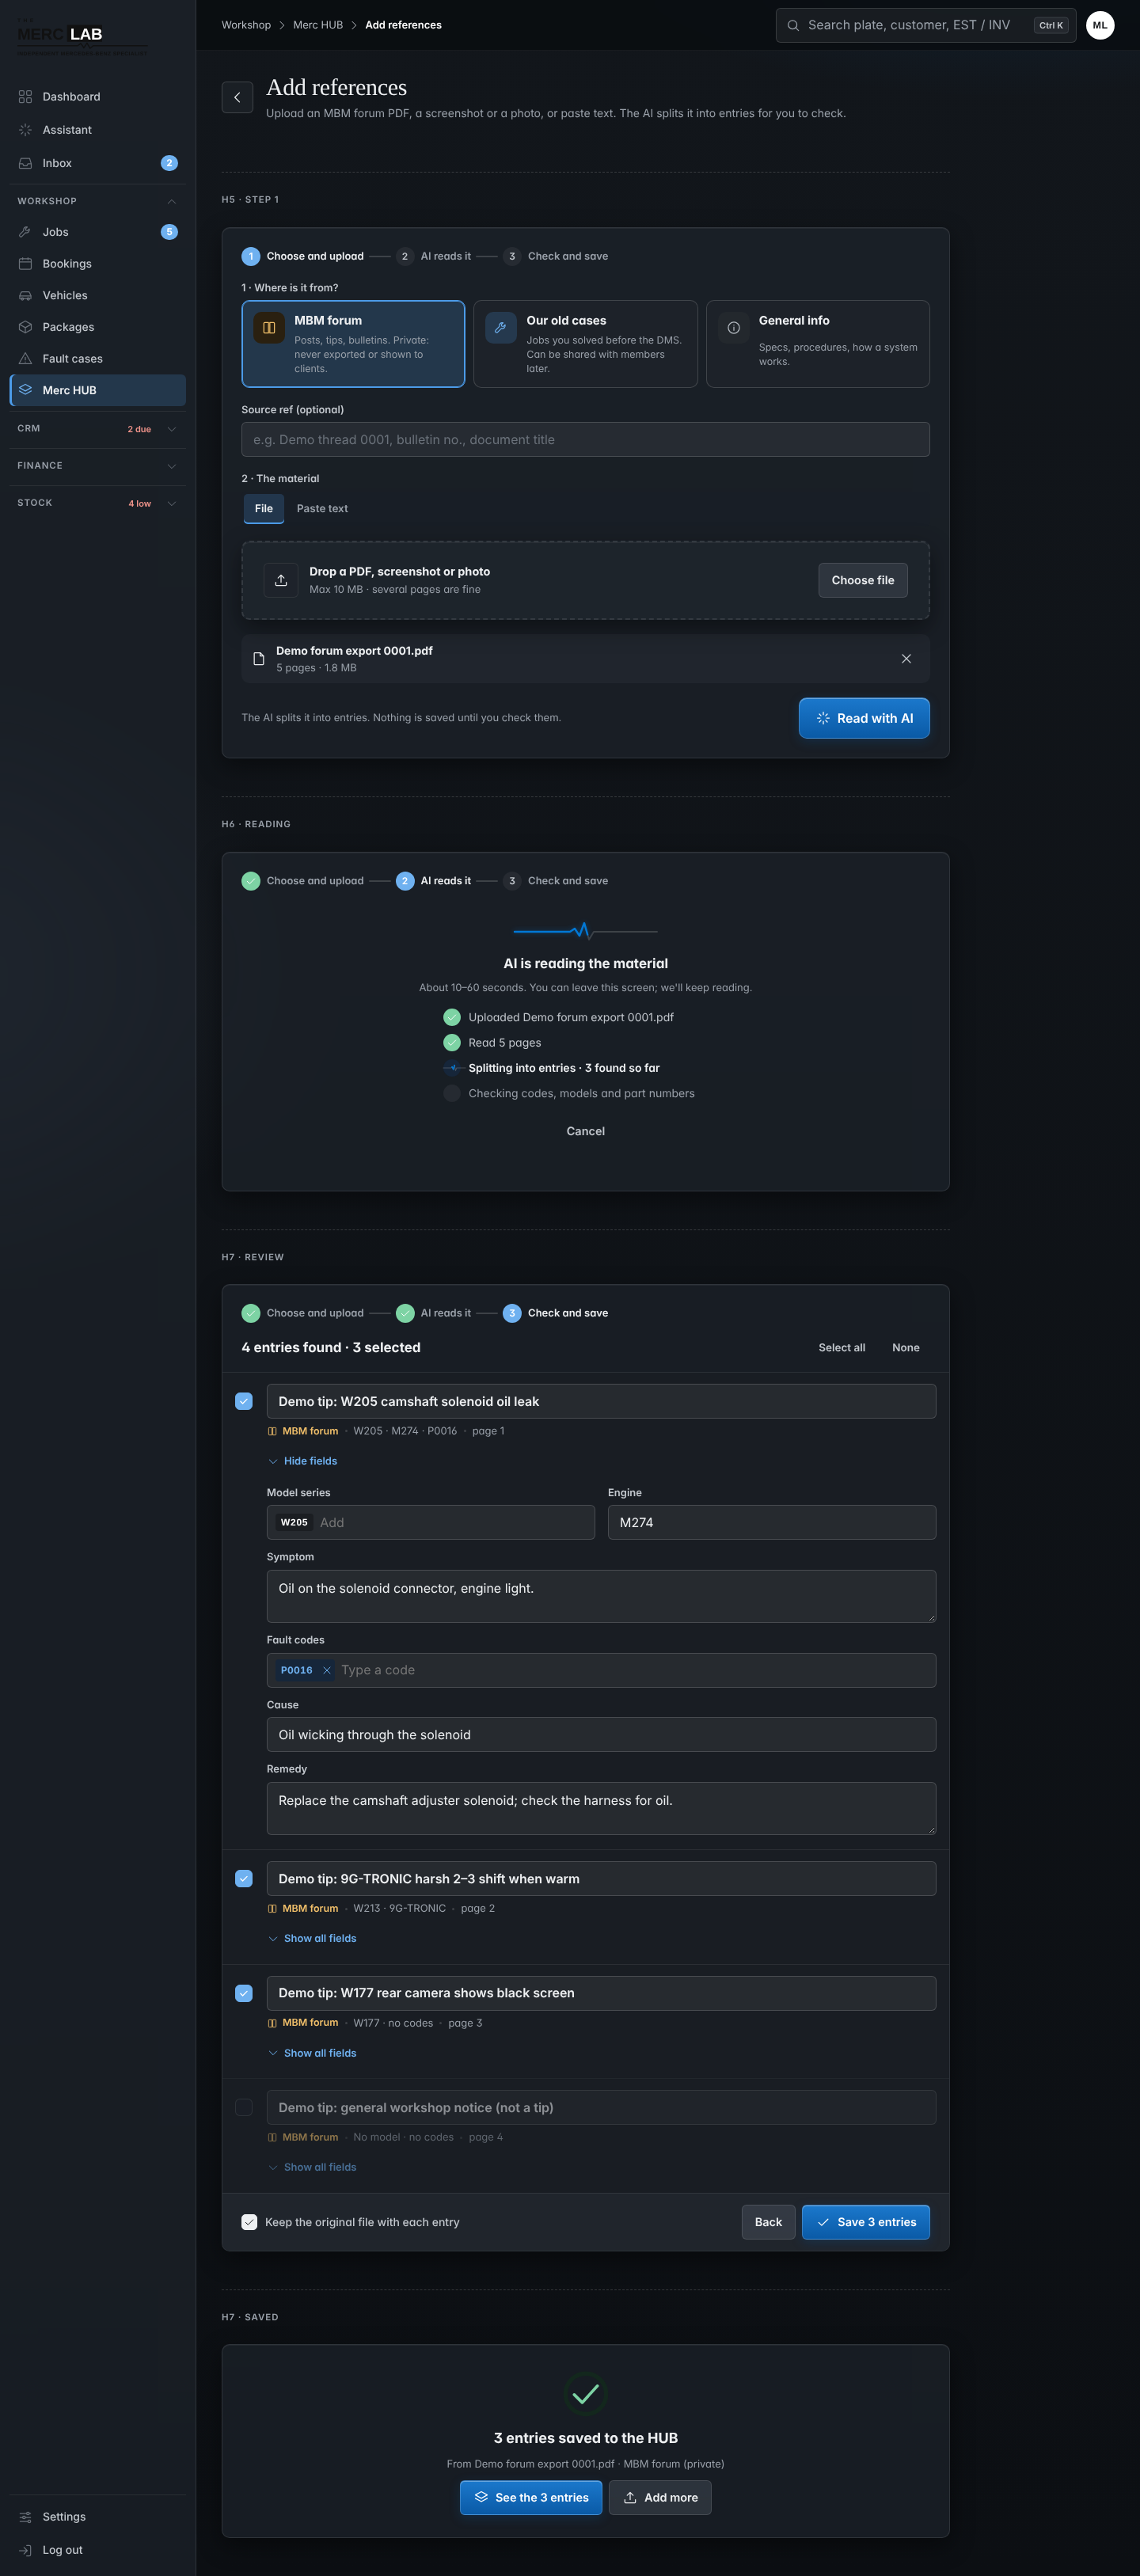 MERC LAB
Dashboard
Assistant
Inbox 2
WORKSHOP
Jobs 5
Bookings
Vehicles
Packages
Fault cases
Merc HUB
CRM 2 due
FINANCE
STOCK 4 low
Settings
Log out
Workshop > Merc HUB > Add references
Search plate, customer, EST / INV Ctrl K
ML
Add references
Upload an MBM forum PDF, a screenshot or a photo, or paste text. The AI splits it into entries for you to check.
H5 · STEP 1
1 Choose and upload 2 AI reads it 3 Check and save
1 · Where is it from?
MBM forum
Posts, tips, bulletins. Private:
never exported or shown to
clients.
Our old cases
Jobs you solved before the DMS.
Can be shared with members
later.
General info
Specs, procedures, how a system
works.
Source ref (optional)
e.g. Demo thread 0001, bulletin no., document title
2 · The material
File Paste text
Drop a PDF, screenshot or photo
Max 10 MB · several pages are fine
Choose file
Demo forum export 0001.pdf
5 pages · 1.8 MB
The AI splits it into entries. Nothing is saved until you check them.
Read with AI
H6 · READING
Choose and upload 2 AI reads it 3 Check and save
AI is reading the material
About 10–60 seconds. You can leave this screen; we'll keep reading.
Uploaded Demo forum export 0001.pdf
Read 5 pages
Splitting into entries · 3 found so far
Checking codes, models and part numbers
Cancel
H7 · REVIEW
Choose and upload AI reads it 3 Check and save
4 entries found · 3 selected
Select all None
Demo tip: W205 camshaft solenoid oil leak
MBM forum · W205 · M274 · P0016 · page 1
Hide fields
Model series Engine
W205 Add M274
Symptom
Oil on the solenoid connector, engine light.
Fault codes
P0016 Type a code
Cause
Oil wicking through the solenoid
Remedy
Replace the camshaft adjuster solenoid; check the harness for oil.
Demo tip: 9G-TRONIC harsh 2–3 shift when warm
MBM forum · W213 · 9G-TRONIC · page 2
Show all fields
Demo tip: W177 rear camera shows black screen
MBM forum · W177 · no codes · page 3
Show all fields
Demo tip: general workshop notice (not a tip)
MBM forum · No model · no codes · page 4
Show all fields
Keep the original file with each entry
Back Save 3 entries
H7 · SAVED
3 entries saved to the HUB
From Demo forum export 0001.pdf · MBM forum (private)
See the 3 entries Add more